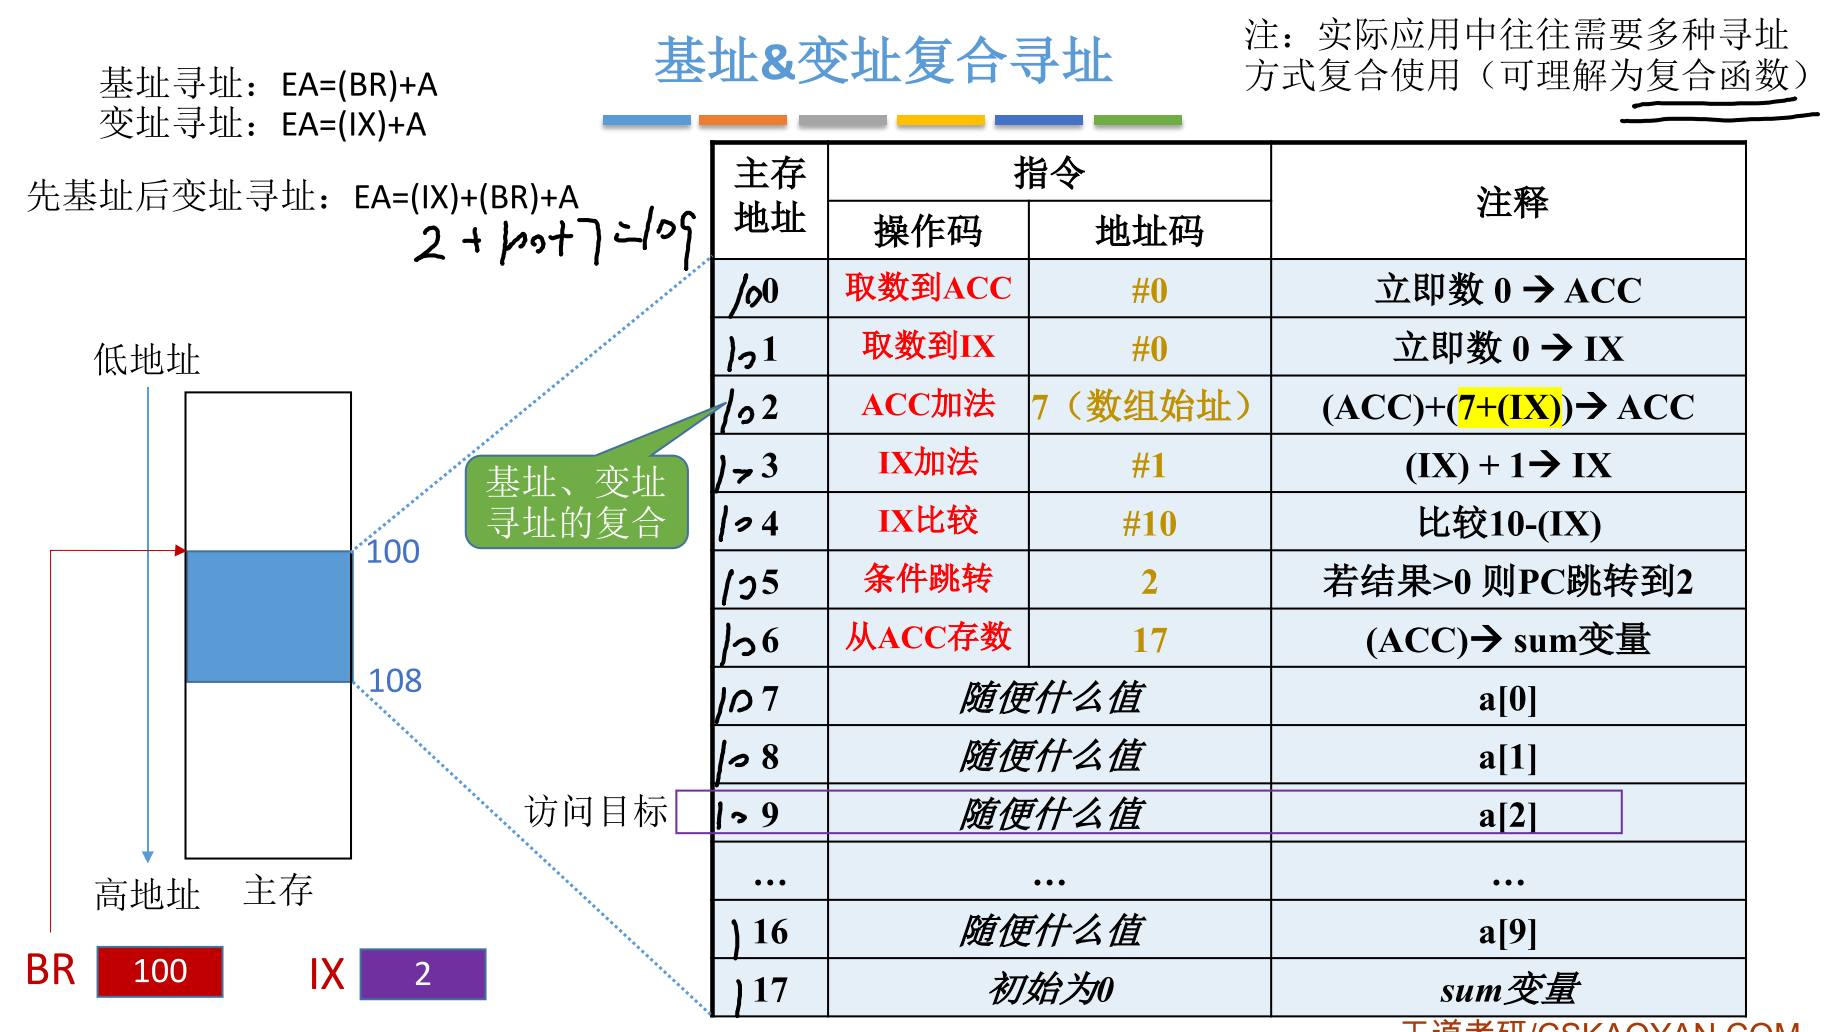 基址&变址复合寻址
注：实际应用中往往需要多种寻址
方式复合使用（可理解为复合函数）
基址寻址：EA=(BR)+A
变址寻址：EA=(IX)+A
先基址后变址寻址：EA=(IX)+(BR)+A
2 + 100+7=109
主存地址 指令 注释
操作码 地址码
100 取数到ACC #0 立即数 0 → ACC
101 取数到IX #0 立即数 0 → IX
102 ACC加法 7（数组始址） (ACC)+(7+(IX))→ ACC
103 IX加法 #1 (IX) + 1→ IX
104 IX比较 #10 比较10-(IX)
105 条件跳转 2 若结果>0 则PC跳转到2
106 从ACC存数 17 (ACC)→ sum变量
107 随便什么值 a[0]
108 随便什么值 a[1]
109 随便什么值 a[2]
... ... ...
116 随便什么值 a[9]
117 初始为0 sum变量
基址、变址
寻址的复合
访问目标
低地址
100
108
高地址 主存
BR 100 IX 2
王道考研/CSKAOYAN.COM